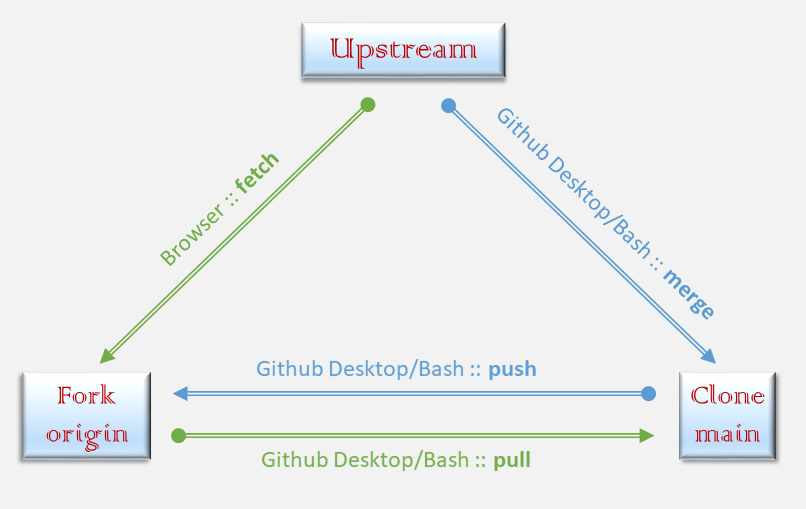 Upstream
Browser :: fetch
Github Desktop/Bash :: merge
Github Desktop/Bash :: push
Fork
origin
Clone
main
Github Desktop/Bash :: pull